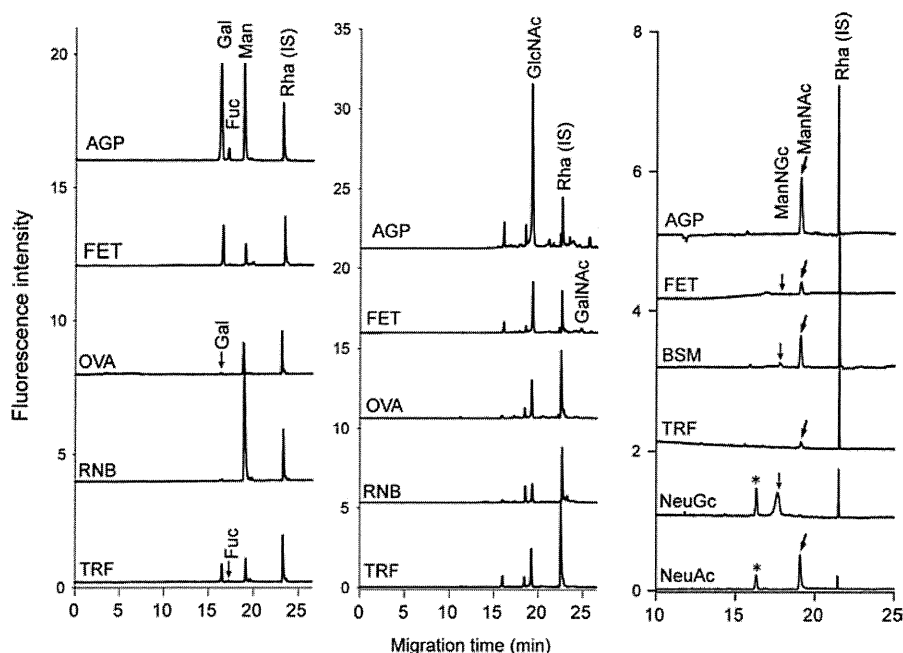 Fluorescence intensity
20
15
10
5
0
Gal
Fuc
Man
Rha (IS)
AGP
FET
Gal
OVA
RNB
Fuc
TRF
0 5 10 15 20 25
35
30
25
20
15
10
5
0
GlcNAc
Rha (IS)
AGP
GalNAc
FET
OVA
RNB
TRF
0 5 10 15 20 25
Migration time (min)
8
6
4
2
0
ManNGc
ManNAc
Rha (IS)
AGP
FET
BSM
TRF
NeuGc
*
NeuAc
*
10 15 20 25